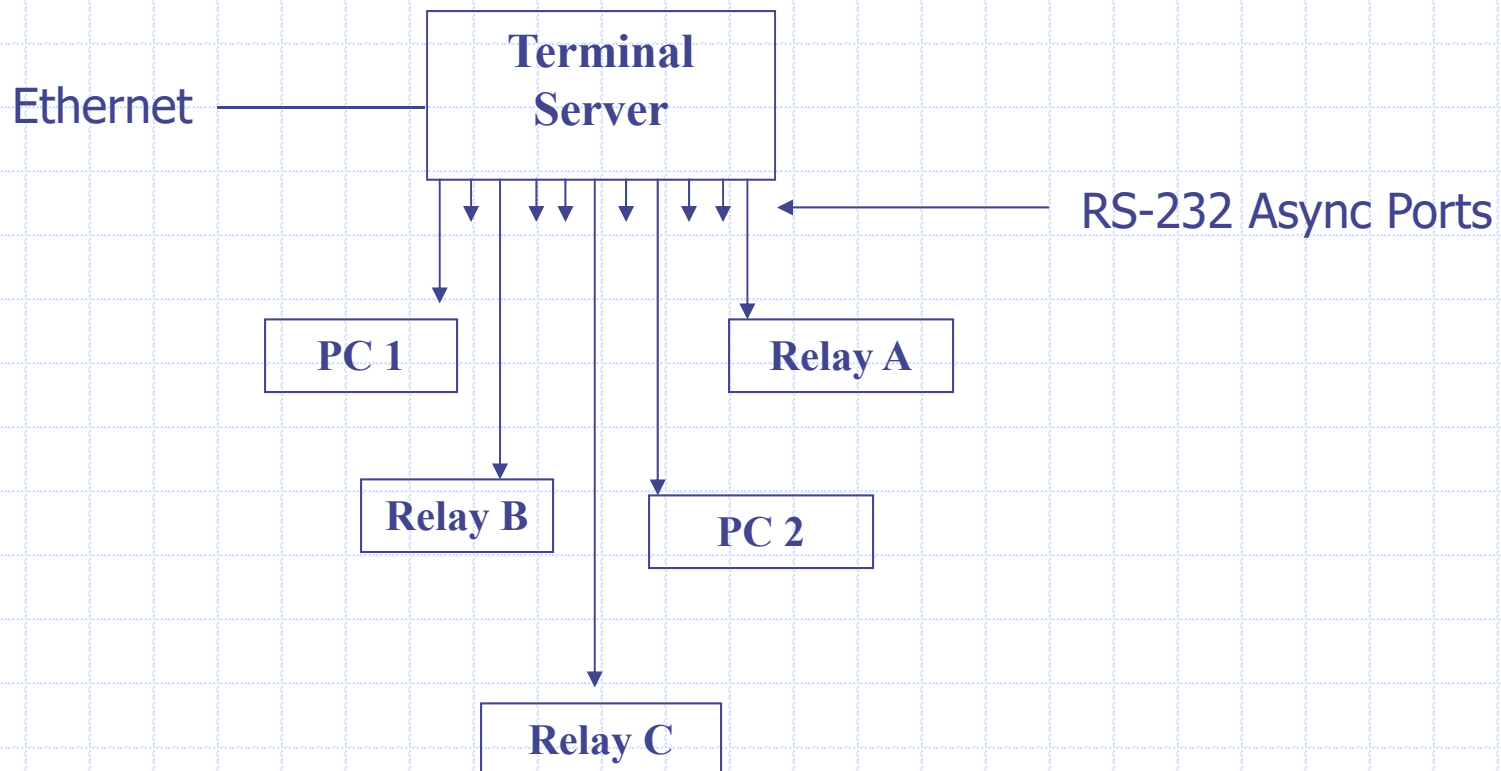 Terminal
Server
Ethernet
RS-232 Async Ports
PC 1
Relay A
Relay B
PC 2
Relay C